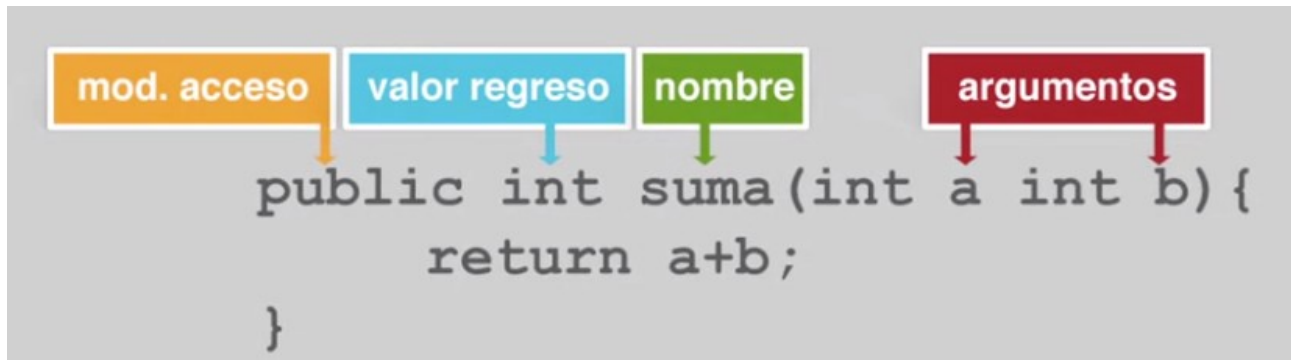 mod. acceso valor regreso nombre argumentos
public int suma(int a int b){
return a+b;
}